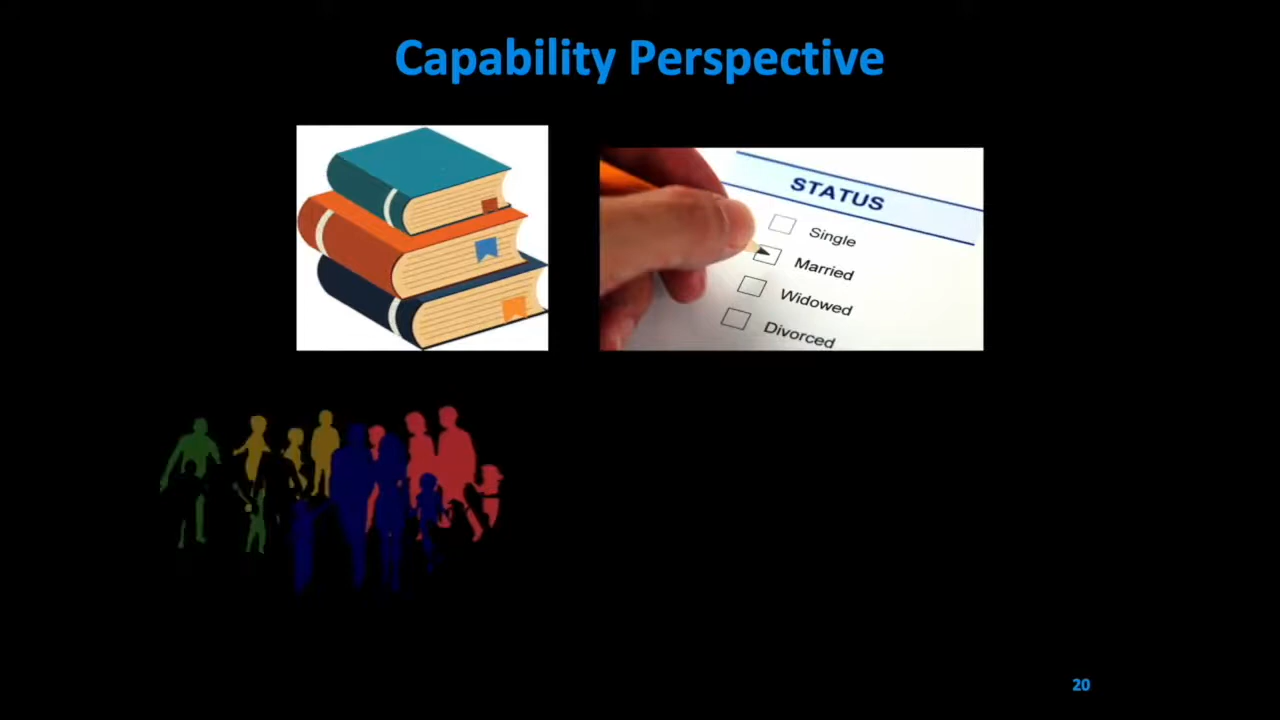 Capability Perspective
STATUS
Single
Married
Widowed
Divorced
20